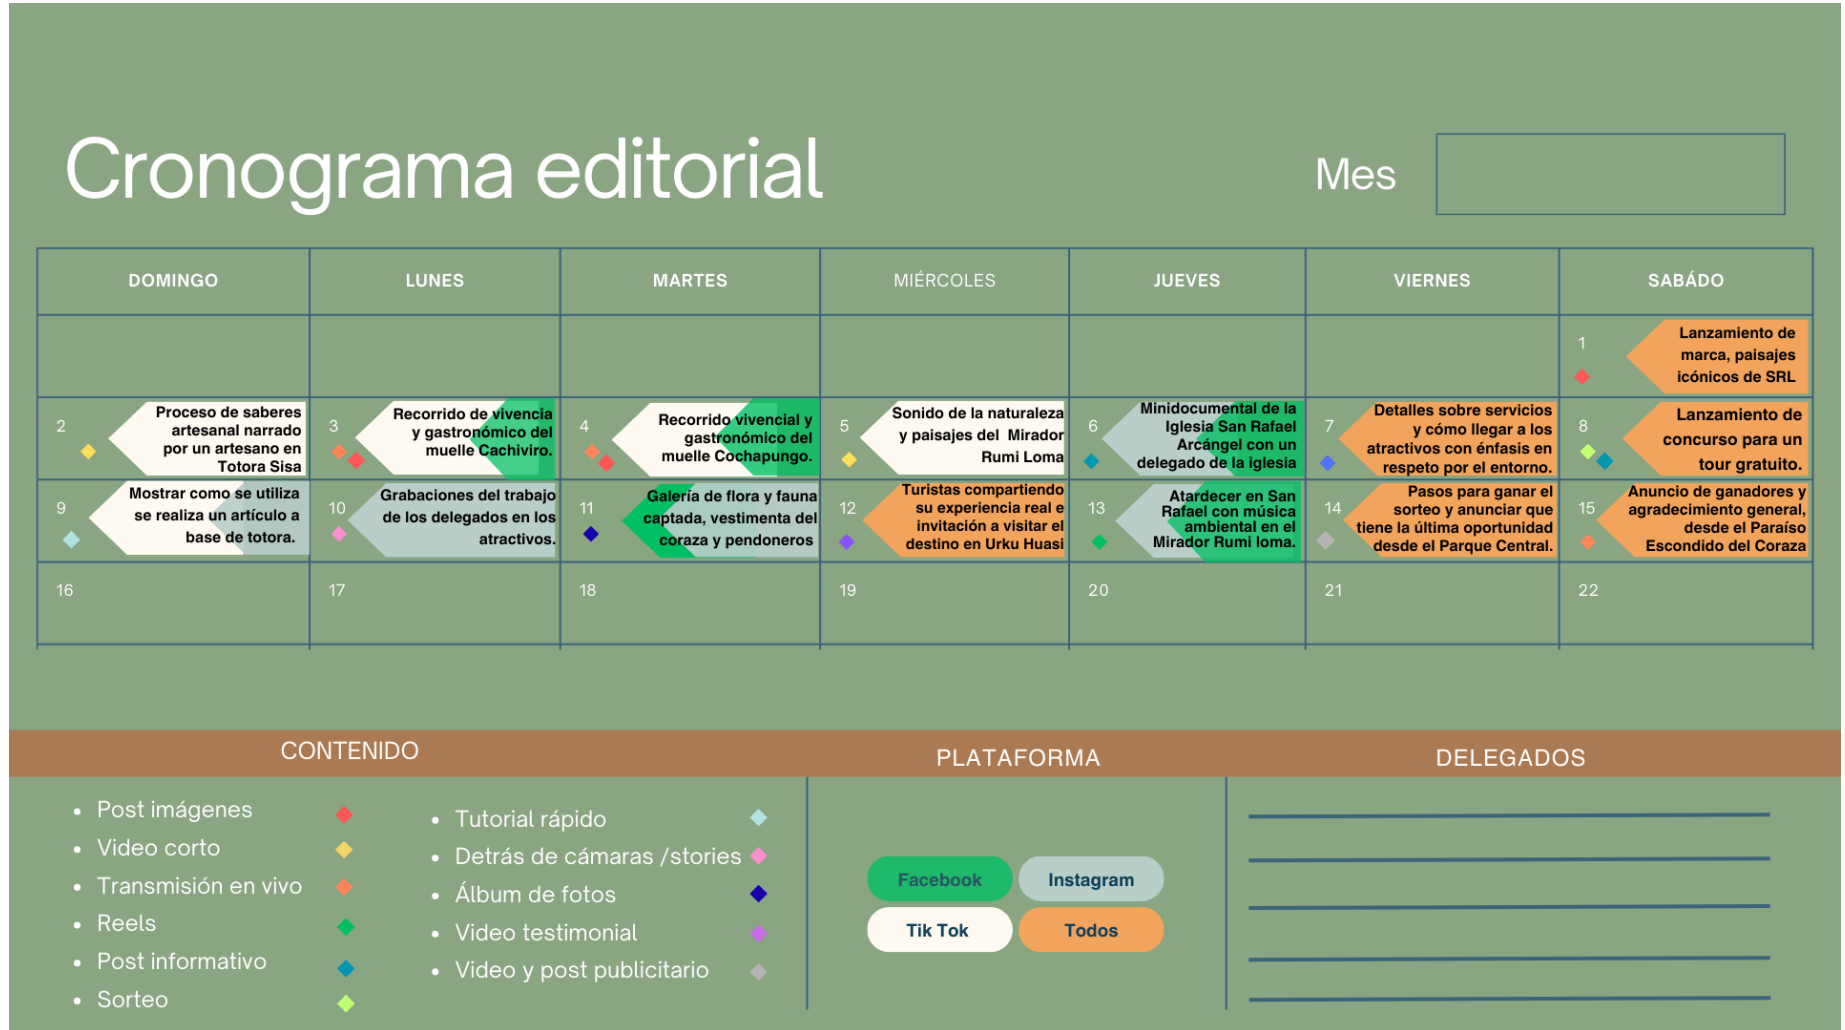 Cronograma editorial
Mes
DOMINGO
LUNES
MARTES
MIÉRCOLES
JUEVES
VIERNES
SABÁDO
1
Lanzamiento de
marca, paisajes
icónicos de SRL
2
Proceso de saberes
artesanal narrado
por un artesano en
Totora Sisa
3
Recorrido de vivencia
y gastronómico del
muelle Cachiviro.
4
Recorrido vivencial y
gastronómico del
muelle Cochapungo.
5
Sonido de la naturaleza
y paisajes del Mirador
Rumi Loma
6
Minidocumental de la
Iglesia San Rafael
Arcángel con un
delegado de la iglesia
7
Detalles sobre servicios
y cómo llegar a los
atractivos con énfasis en
respeto por el entorno.
8
Lanzamiento de
concurso para un
tour gratuito.
9
Mostrar como se utiliza
se realiza un artículo a
base de totora.
10
Grabaciones del trabajo
de los delegados en los
atractivos.
11
Galería de flora y fauna
captada, vestimenta del
coraza y pendoneros
12
Turistas compartiendo
su experiencia real e
invitación a visitar el
destino en Urku Huasi
13
Atardecer en San
Rafael con música
ambiental en el
Mirador Rumi loma.
14
Pasos para ganar el
sorteo y anunciar que
tiene la última oportunidad
desde el Parque Central.
15
Anuncio de ganadores y
agradecimiento general,
desde el Paraíso
Escondido del Coraza
16
17
18
19
20
21
22
CONTENIDO
• Post imágenes
• Video corto
• Transmisión en vivo
• Reels
• Post informativo
• Sorteo
• Tutorial rápido
• Detrás de cámaras /stories
• Álbum de fotos
• Video testimonial
• Video y post publicitario
PLATAFORMA
Facebook
Instagram
Tik Tok
Todos
DELEGADOS